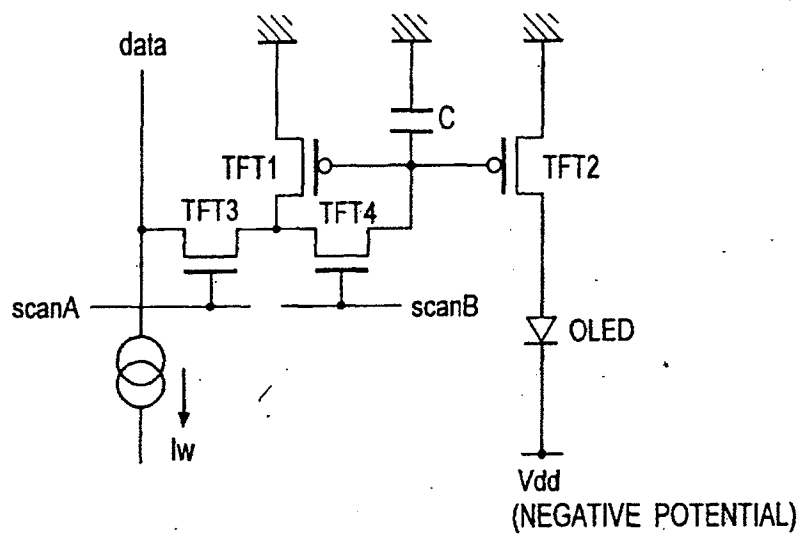 data
C
TFT1
TFT2
TFT3
TFT4
scanA
scanB
OLED
Iw
Vdd
(NEGATIVE POTENTIAL)